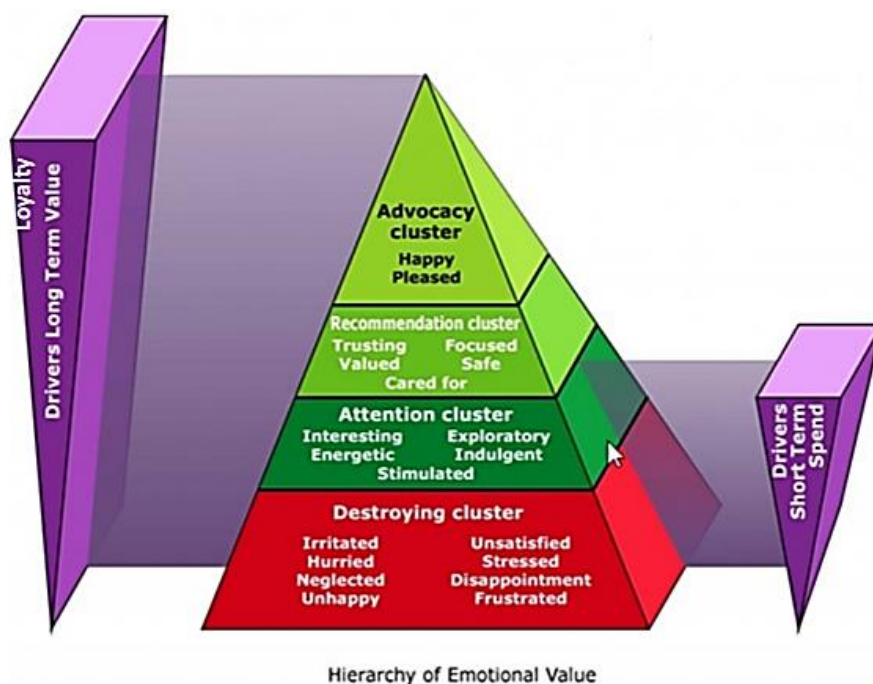 Loyalty
Drivers Long Term Value
Advocacy
cluster
Happy
Pleased
Recommendation cluster
Trusting Focused
Valued Safe
Cared for
Attention cluster
Interesting Exploratory
Energetic Indulgent
Stimulated
Destroying cluster
Irritated Unsatisfied
Hurried Stressed
Neglected Disappointment
Unhappy Frustrated
Drivers
Short Term
Spend
Hierarchy of Emotional Value